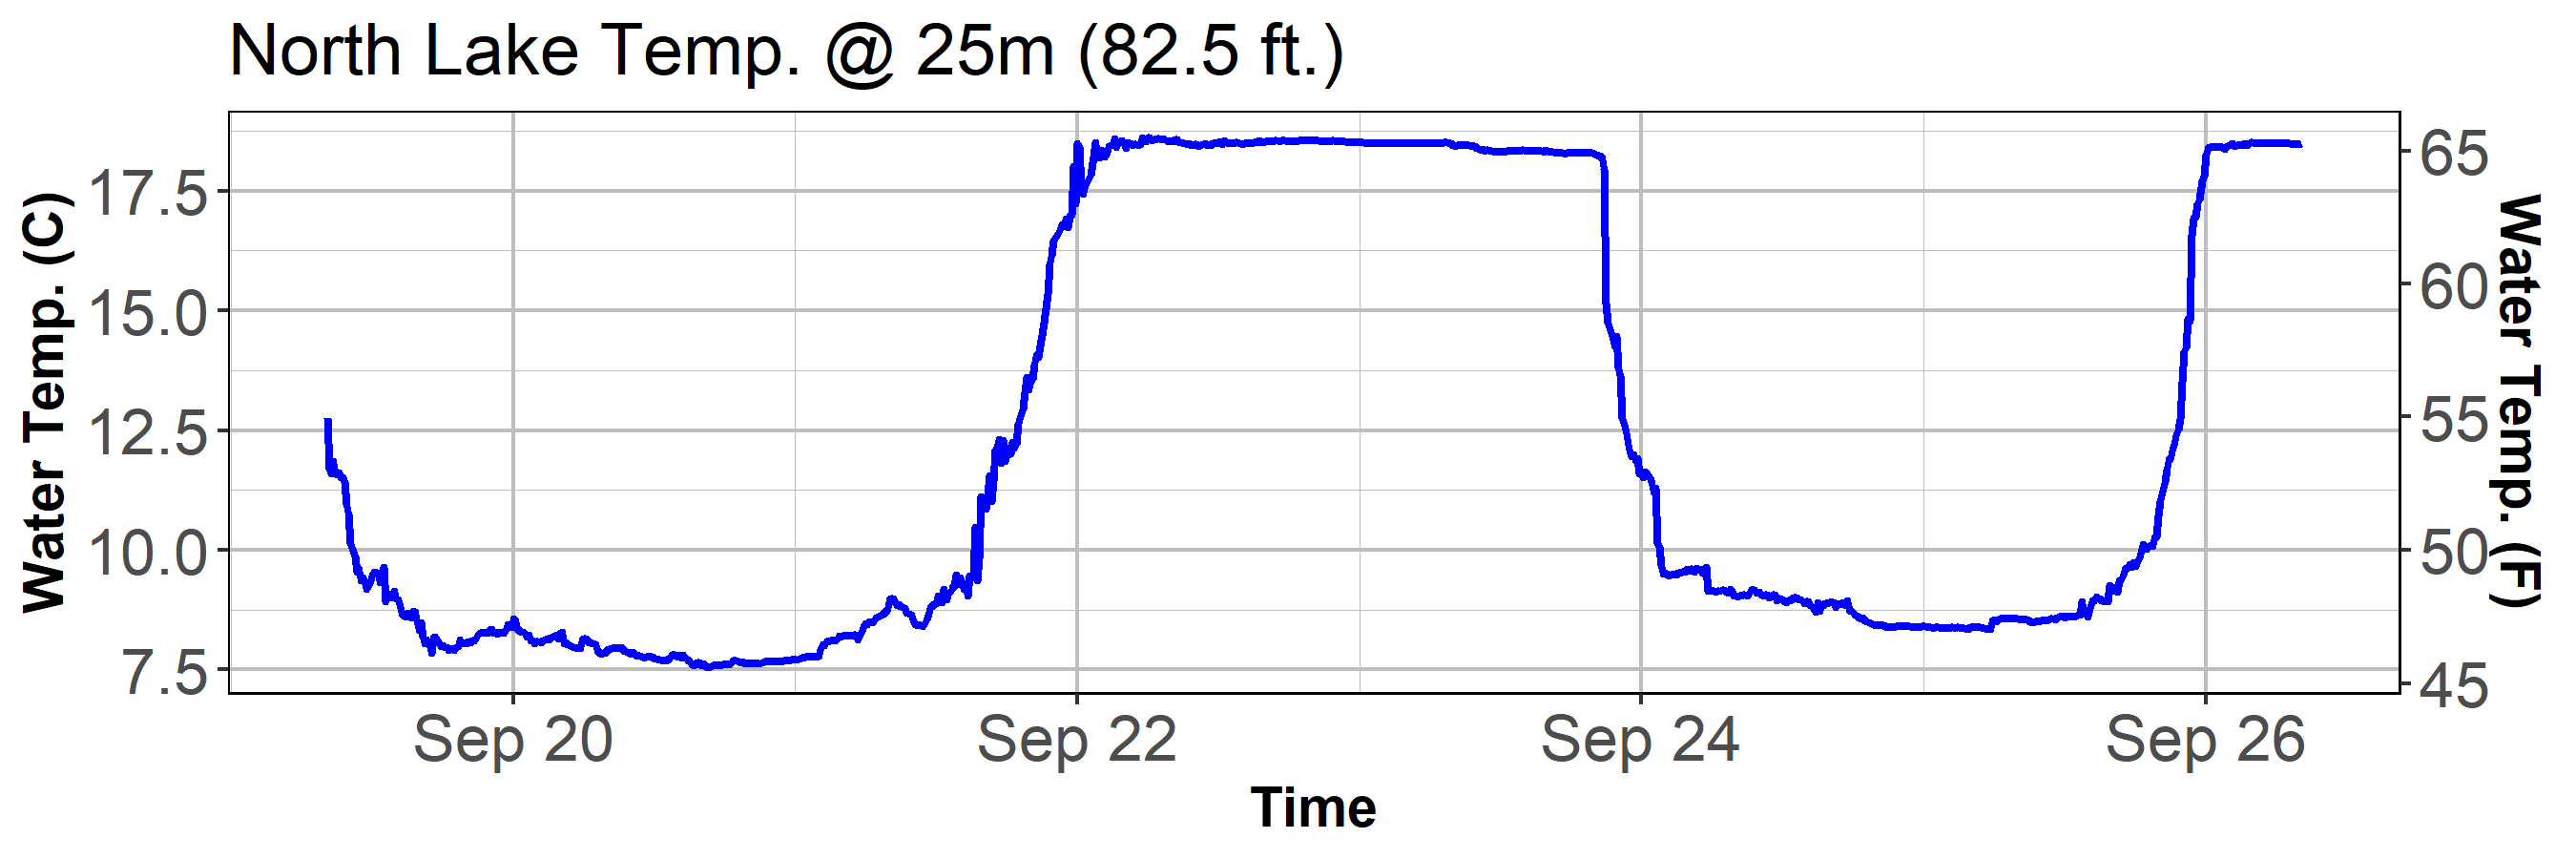 North Lake Temp. @ 25m (82.5 ft.)
Water Temp. (C)
17.5
15.0
12.5
10.0
7.5
65
60
55
50
45
Water Temp. (F)
Sep 20 Sep 22 Sep 24 Sep 26
Time